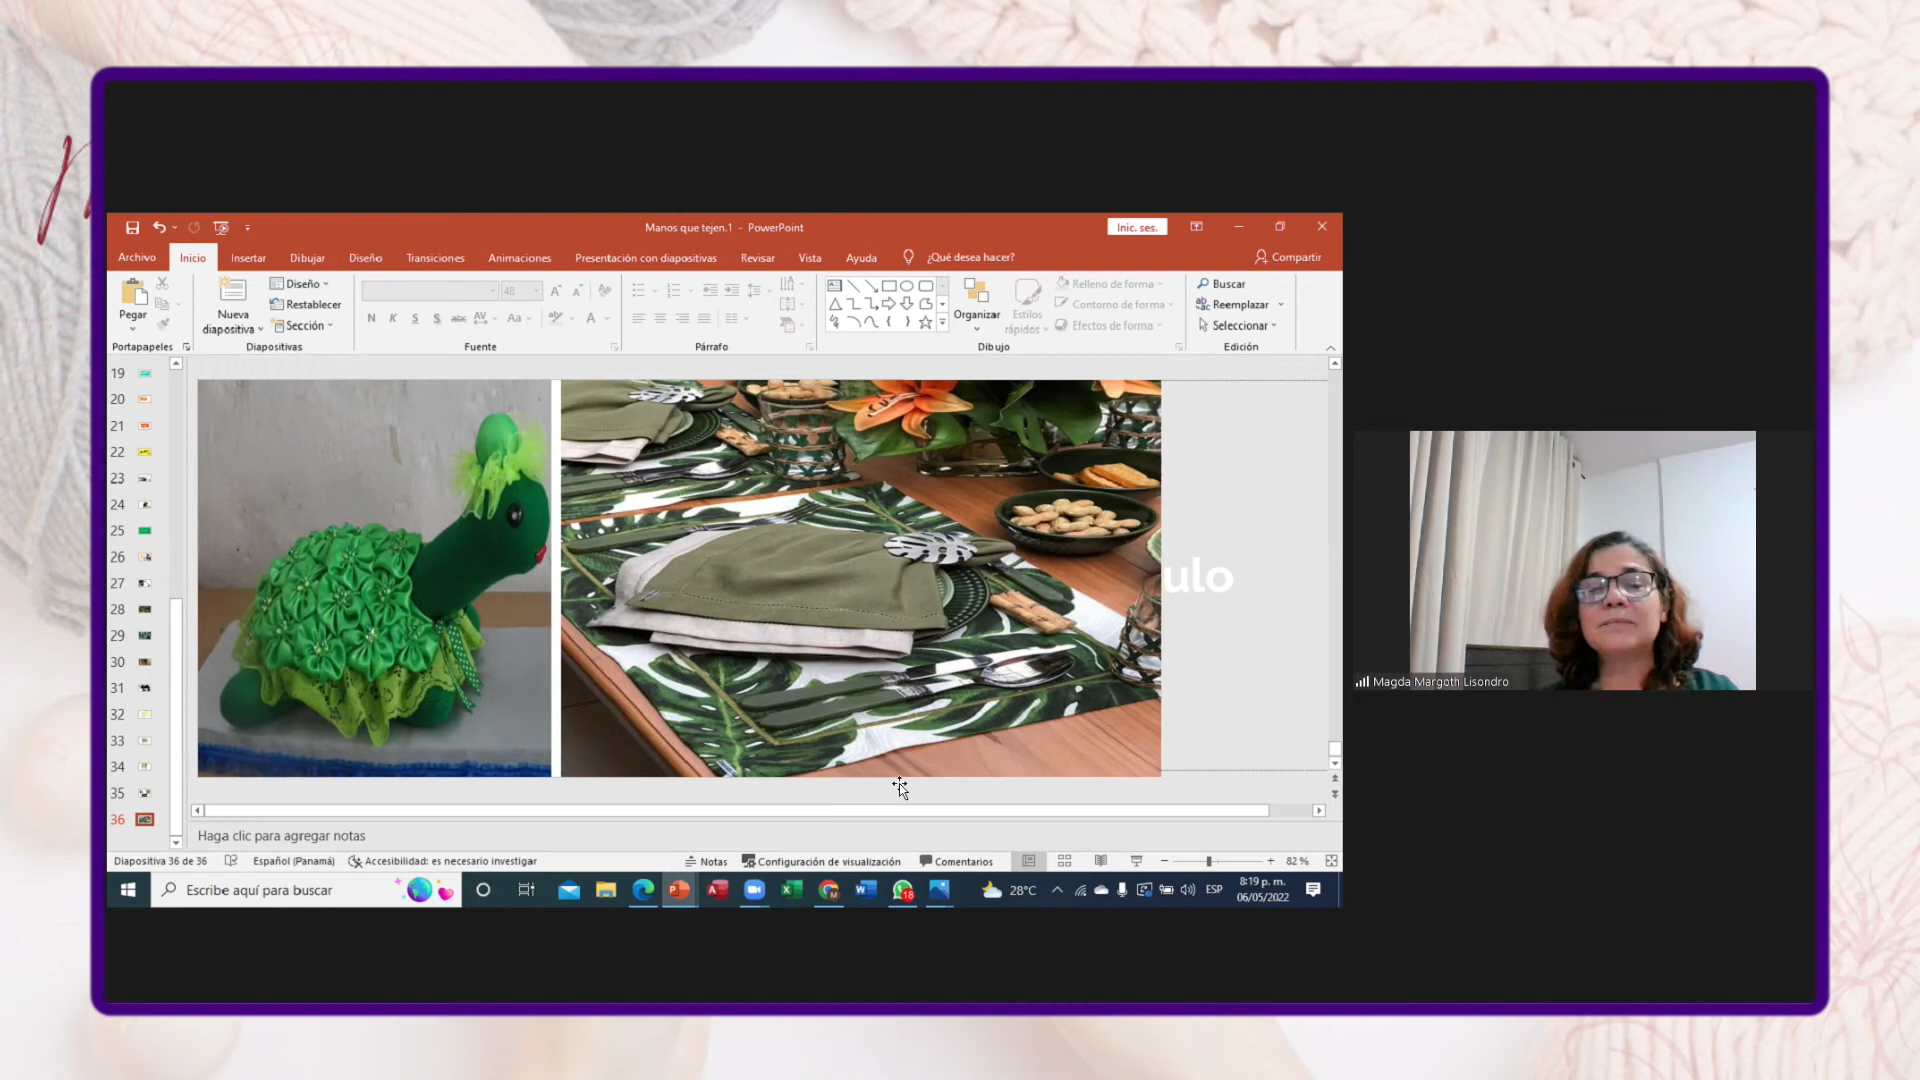 Manos que tejen.1 - PowerPoint
Inic. ses.
Archivo Inicio Insertar Dibujar Diseño Transiciones Animaciones Presentación con diapositivas Revisar Vista Ayuda ¿Qué desea hacer? Compartir
Pegar
Nueva diapositiva
Diseño
Restablecer
Sección
48
N K S S abc AV Aa A
Organizar
Estilos rápidos
Relleno de forma
Contorno de forma
Efectos de forma
Buscar
Reemplazar
Seleccionar
Portapapeles Diapositivas Fuente Párrafo Dibujo Edición
19
20
21
22
23
24
25
26
27
28
29
30
31
32
33
34
35
36
ulo
Magda Margoth Lisondro
Haga clic para agregar notas
Diapositiva 36 de 36 Español (Panamá) Accesibilidad: es necesario investigar Notas Configuración de visualización Comentarios 82 %
Escribe aquí para buscar
18
28°C
ESP
8:19 p. m.
06/05/2022